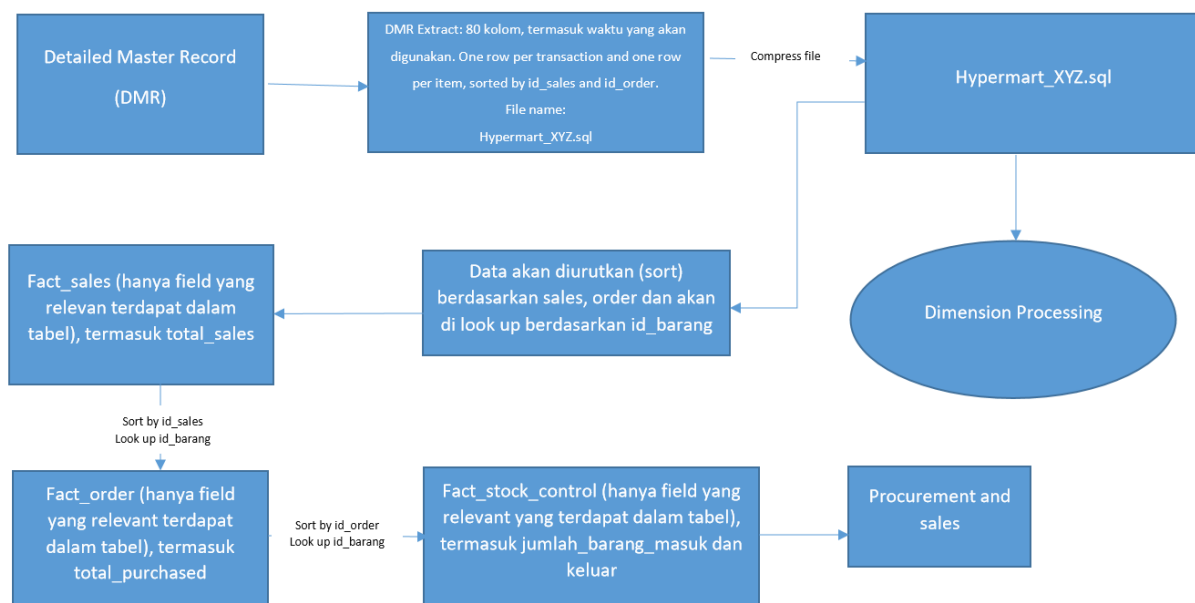 Detailed Master Record
(DMR)
DMR Extract: 80 kolom, termasuk waktu yang akan
digunakan. One row per transaction and one row
per item, sorted by id_sales and id_order.
File name:
Hypermart_XYZ.sql
Compress file
Hypermart_XYZ.sql
Dimension Processing
Data akan diurutkan (sort)
berdasarkan sales, order dan akan
di look up berdasarkan id_barang
Fact_sales (hanya field yang
relevan terdapat dalam
tabel), termasuk total_sales
Sort by id_sales
Look up id_barang
Fact_order (hanya field
yang relevant terdapat
dalam tabel), termasuk
total_purchased
Sort by id_order
Look up id_barang
Fact_stock_control (hanya field yang
relevant yang terdapat dalam tabel),
termasuk jumlah_barang_masuk dan
keluar
Procurement and
sales